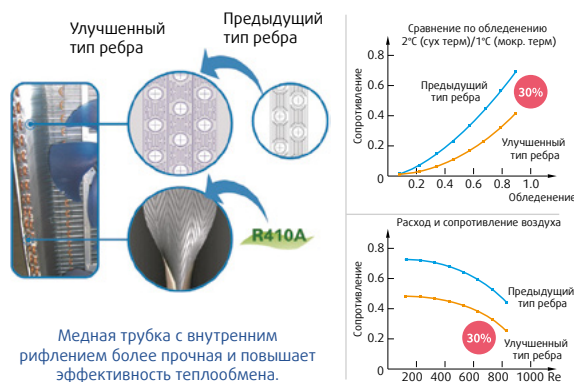 Улучшенный
тип ребра
Предыдущий
тип ребра
R410A
Медная трубка с внутренним
рифлением более прочная и повышает
эффективность теплообмена.
Сравнение по обледенению
2°C (сух терм)/1°C (мокр. терм)
Сопротивление
0.8
0.6
0.4
0.2
0
Предыдущий
тип ребра
30%
Улучшенный
тип ребра
0.2 0.4 0.6 0.8 1.0
Обледенение
Расход и сопротивление воздуха
Сопротивление
0.8
0.6
0.4
0.2
0
Предыдущий
тип ребра
30%
Улучшенный
тип ребра
200 400 600 800 1000 Re